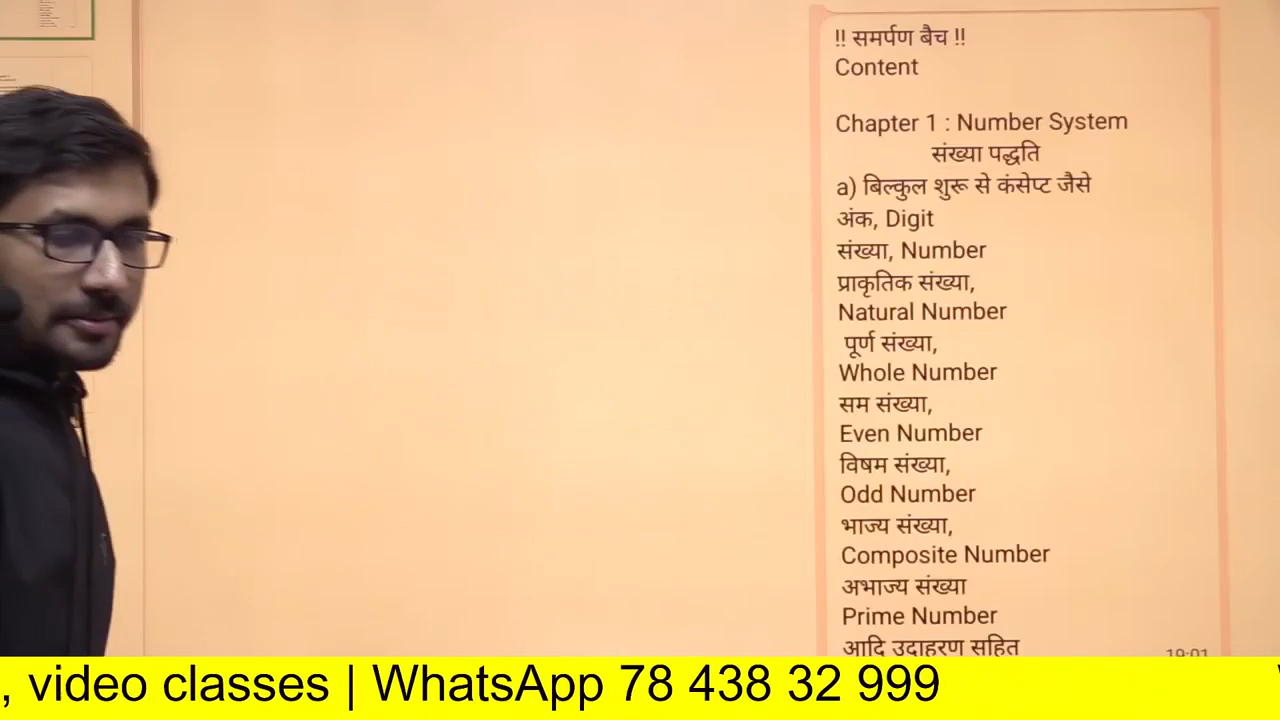 !! समर्पण बैच !!
Content
Chapter 1 : Number System
संख्या पद्धति
a) बिल्कुल शुरू से कंसेप्ट जैसे
अंक, Digit
संख्या, Number
प्राकृतिक संख्या,
Natural Number
पूर्ण संख्या,
Whole Number
सम संख्या,
Even Number
विषम संख्या,
Odd Number
भाज्य संख्या,
Composite Number
अभाज्य संख्या
Prime Number
आदि उदाहरण सहित
19:01
, video classes | WhatsApp 78 438 32 999